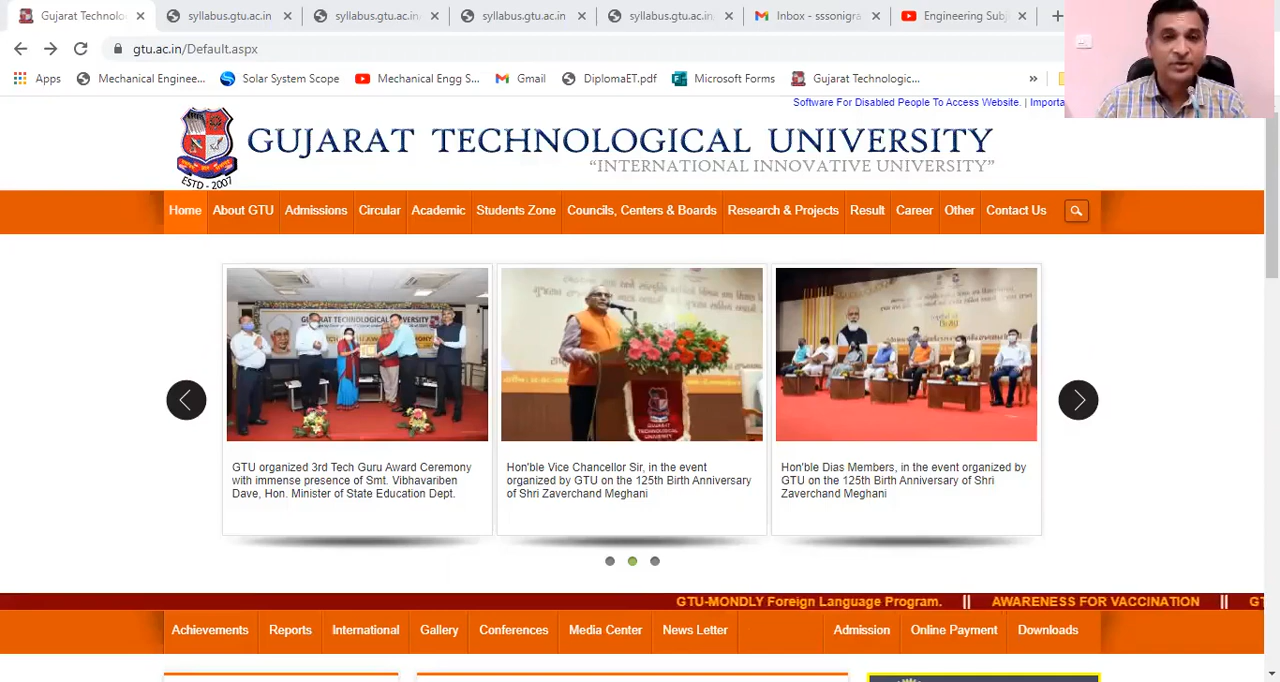 Gujarat Technolo
syllabus.gtu.ac.in
syllabus.gtu.ac.in
syllabus.gtu.ac.in
syllabus.gtu.ac.in
Inbox - sssonigra
Engineering Subj
gtu.ac.in/Default.aspx
Apps
Mechanical Enginee...
Solar System Scope
Mechanical Engg S...
Gmail
DiplomaET.pdf
Microsoft Forms
Gujarat Technologic...
»
Software For Disabled People To Access Website. | Importa
GUJARAT TECHNOLOGICAL UNIVERSITY
“INTERNATIONAL INNOVATIVE UNIVERSITY”
ESTD - 2007
Home
About GTU
Admissions
Circular
Academic
Students Zone
Councils, Centers & Boards
Research & Projects
Result
Career
Other
Contact Us
GUJARAT TECHNOLOGICAL UNIVERSITY
GTU organized 3rd Tech Guru Award Ceremony
with immense presence of Smt. Vibhavariben
Dave, Hon. Minister of State Education Dept.
Hon'ble Vice Chancellor Sir, in the event
organized by GTU on the 125th Birth Anniversary
of Shri Zaverchand Meghani
Hon'ble Dias Members, in the event organized by
GTU on the 125th Birth Anniversary of Shri
Zaverchand Meghani
GTU-MONDLY Foreign Language Program. || AWARENESS FOR VACCINATION || GT
Achievements
Reports
International
Gallery
Conferences
Media Center
News Letter
Admission
Online Payment
Downloads